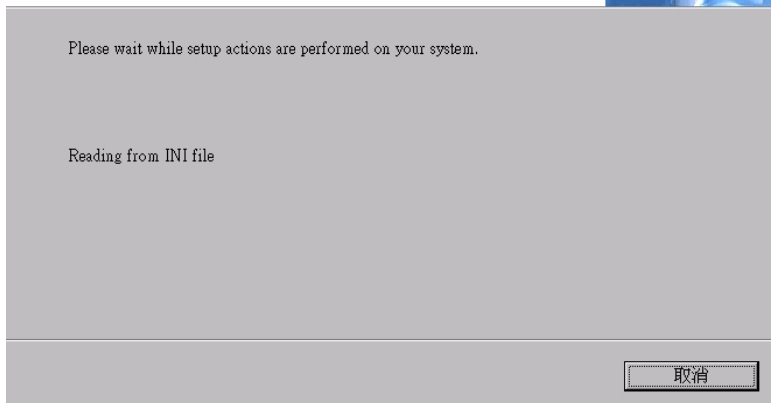 Please wait while setup actions are performed on your system.
Reading from INI file
取消